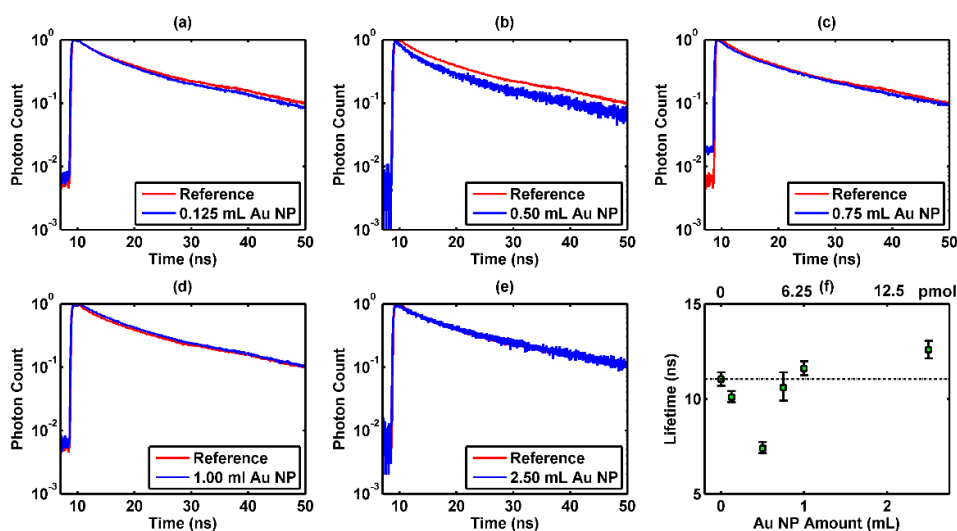 (a)
10^0
10^-1
10^-2
10^-3
Photon Count
Reference
0.125 mL Au NP
10 20 30 40 50
Time (ns)
(b)
10^0
10^-1
10^-2
10^-3
Photon Count
Reference
0.50 mL Au NP
10 20 30 40 50
Time (ns)
(c)
10^0
10^-1
10^-2
10^-3
Photon Count
Reference
0.75 mL Au NP
10 20 30 40 50
Time (ns)
(d)
10^0
10^-1
10^-2
10^-3
Photon Count
Reference
1.00 ml Au NP
10 20 30 40 50
Time (ns)
(e)
10^0
10^-1
10^-2
10^-3
Photon Count
Reference
2.50 mL Au NP
10 20 30 40 50
Time (ns)
0 6.25 (f) 12.5 pmol
15
10
5
Lifetime (ns)
0 1 2
Au NP Amount (mL)